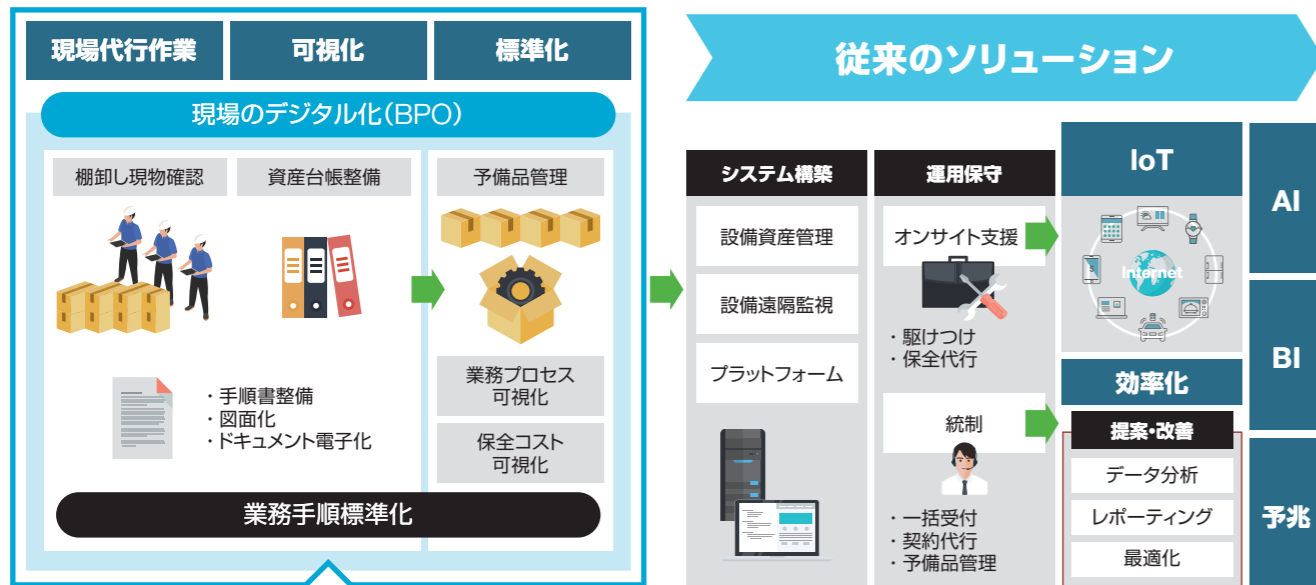 現場代行作業
可視化
標準化
現場のデジタル化(BPO)
棚卸し現物確認
資産台帳整備
予備品管理
・手順書整備
・図面化
・ドキュメント電子化
業務プロセス
可視化
保全コスト
可視化
業務手順標準化
従来のソリューション
システム構築
設備資産管理
設備遠隔監視
プラットフォーム
運用保守
オンサイト支援
・駆けつけ
・保全代行
統制
・一括受付
・契約代行
・予備品管理
IoT
Internet
効率化
提案・改善
データ分析
レポーティング
最適化
AI
BI
予兆